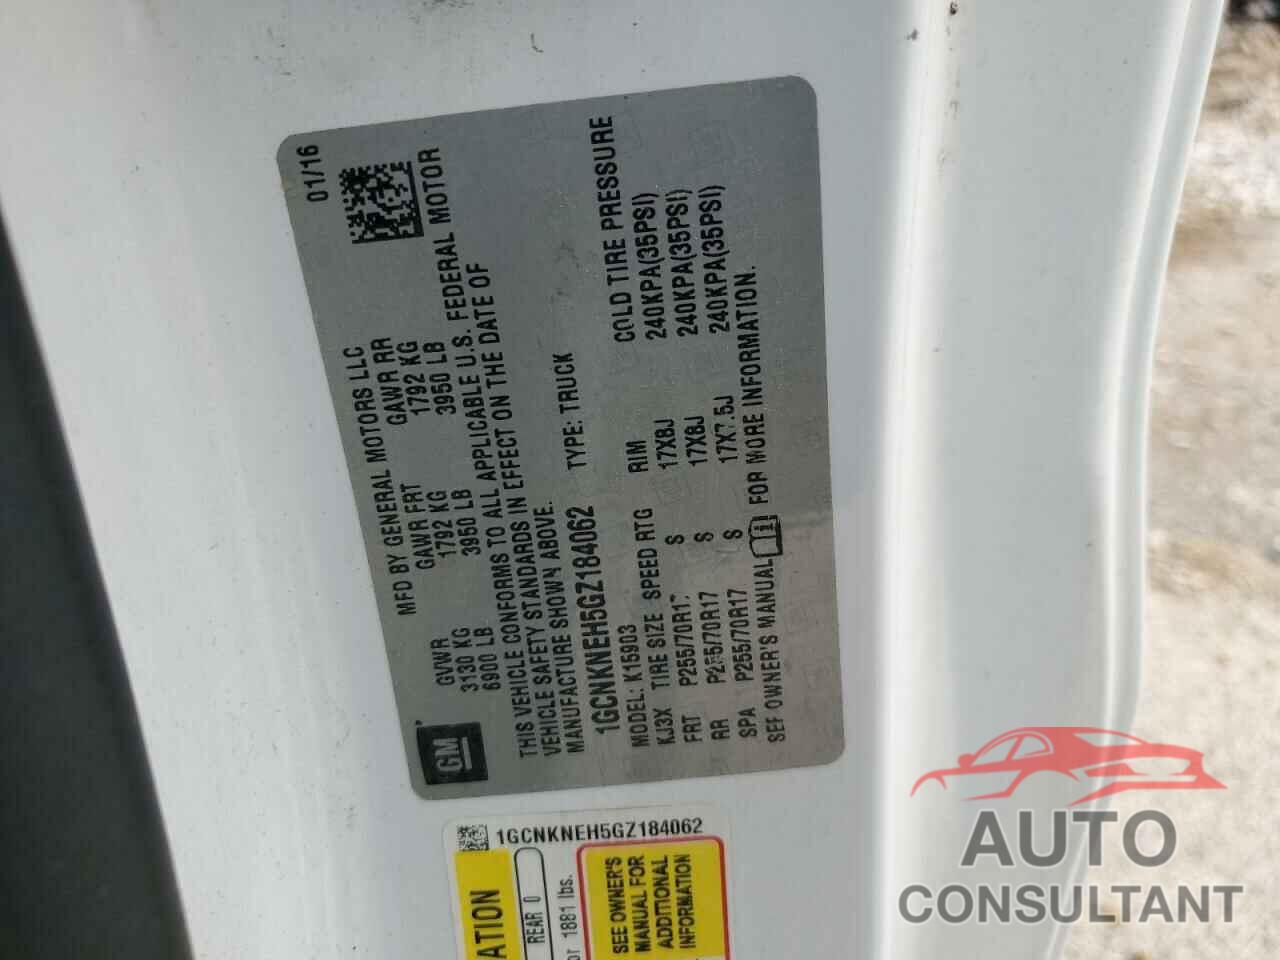 01/16
MFD BY GENERAL MOTORS LLC
GVWR GAWR FRT GAWR RR
3130 KG 1792 KG 1792 KG
6900 LB 3950 LB 3950 LB
THIS VEHICLE CONFORMS TO ALL APPLICABLE U.S. FEDERAL MOTOR
VEHICLE SAFETY STANDARDS IN EFFECT ON THE DATE OF
MANUFACTURE SHOWN ABOVE.
1GCNKNEH5GZ184062 TYPE: TRUCK
MODEL: K15903
KJ3X TIRE SIZE SPEED RTG RIM COLD TIRE PRESSURE
FRT P255/70R17 S 17X8J 240KPA(35PSI)
RR P255/70R17 S 17X8J 240KPA(35PSI)
SPA P255/70R17 S 17X7.5J 240KPA(35PSI)
SEE OWNER'S MANUAL FOR MORE INFORMATION.
GM
1GCNKNEH5GZ184062
ATION
REAR 0
or 1881 lbs.
SEE OWNER'S
MANUAL FOR
ADDITIONAL
INFORMATION
AUTO
CONSULTANT